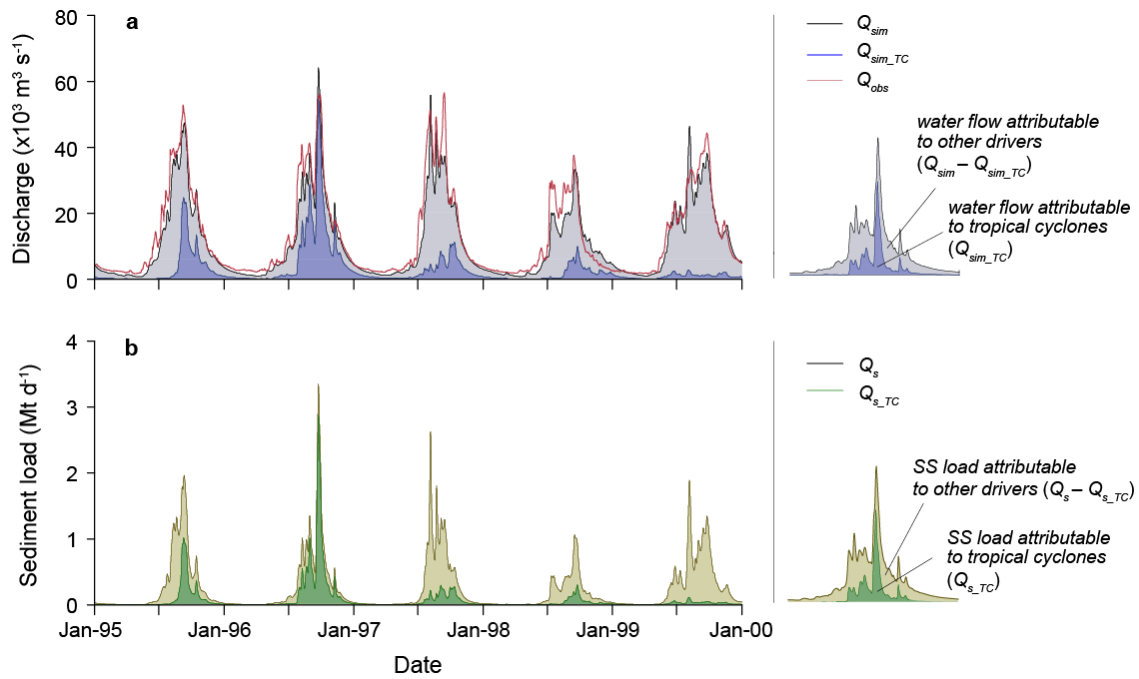 a
Discharge (x10³ m³ s⁻¹)
80
60
40
20
0
Q_sim
Q_sim_TC
Q_obs
water flow attributable
to other drivers
(Q_sim – Q_sim_TC)
water flow attributable
to tropical cyclones
(Q_sim_TC)
b
Sediment load (Mt d⁻¹)
4
3
2
1
0
Jan-95
Jan-96
Jan-97
Jan-98
Jan-99
Jan-00
Date
Q_s
Q_s_TC
SS load attributable
to other drivers (Q_s – Q_s_TC)
SS load attributable
to tropical cyclones
(Q_s_TC)